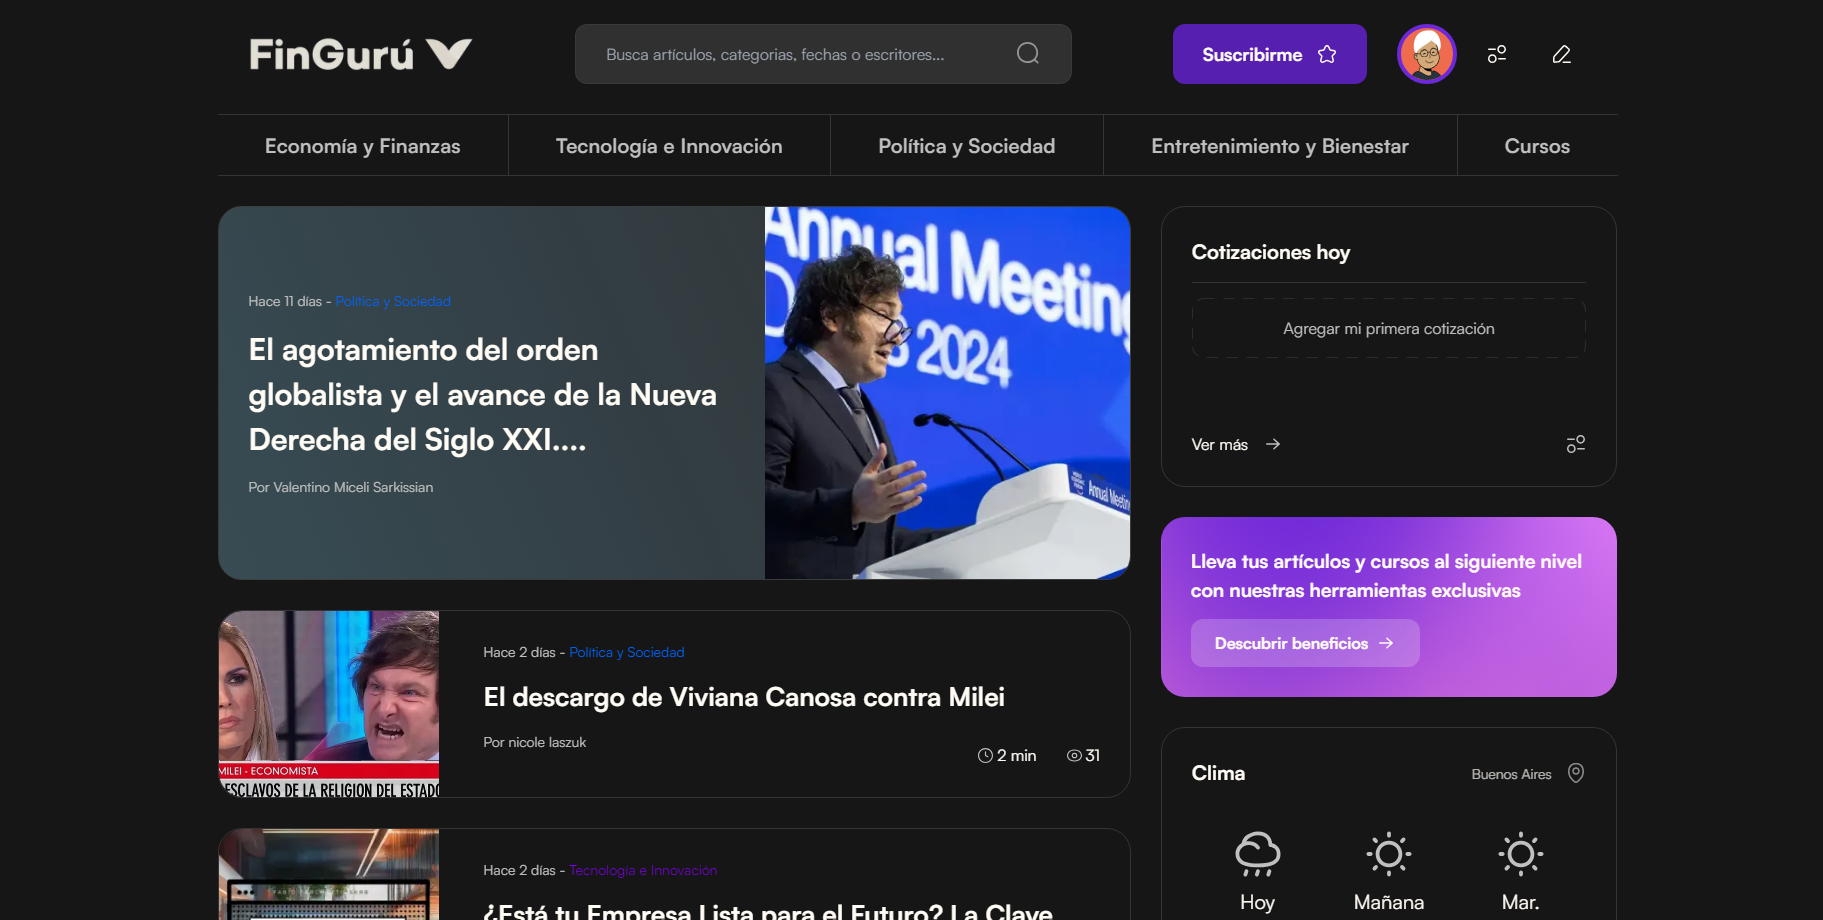 FinGurú
Busca artículos, categorias, fechas o escritores...
Suscribirme
Economía y Finanzas
Tecnología e Innovación
Política y Sociedad
Entretenimiento y Bienestar
Cursos
Hace 11 días - Política y Sociedad
El agotamiento del orden
globalista y el avance de la Nueva
Derecha del Siglo XXI....
Por Valentino Miceli Sarkissian
Annual Meeting
2024
Annual Meeting
Cotizaciones hoy
Agregar mi primera cotización
Ver más
Lleva tus artículos y cursos al siguiente nivel
con nuestras herramientas exclusivas
Descubrir beneficios
MILEI - ECONOMISTA
ESCLAVOS DE LA RELIGION DEL ESTADO
Hace 2 días - Política y Sociedad
El descargo de Viviana Canosa contra Milei
Por nicole laszuk
2 min
31
Clima
Buenos Aires
Hoy
Mañana
Mar.
Hace 2 días - Tecnología e Innovación
¿Está tu Empresa Lista para el Futuro? La Clave